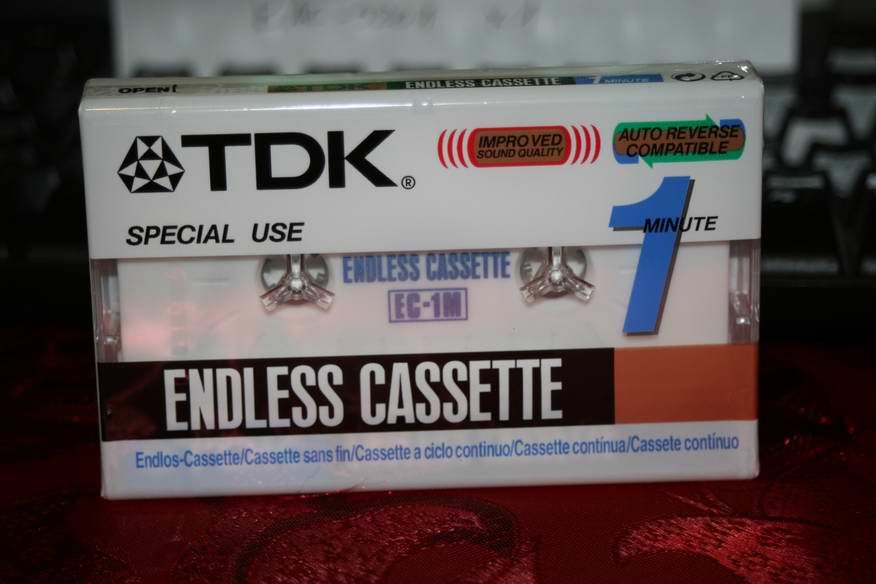 OPEN
ENDLESS CASSETTE 1 MINUTE
TDK®
IMPROVED
SOUND QUALITY
AUTO REVERSE
COMPATIBLE
SPECIAL USE
1 MINUTE
ENDLESS CASSETTE
EC-1M
ENDLESS CASSETTE
Endlos-Cassette/Cassette sans fin/Cassette a ciclo continuo/Cassette contínua/Cassete contínuo